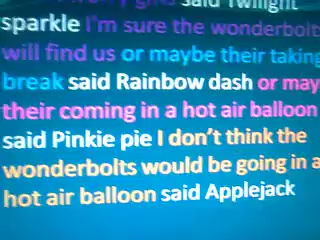 said Twilight
sparkle I'm sure the wonderbolts
will find us or maybe their taking
break said Rainbow dash or may
their coming in a hot air balloon
said Pinkie pie I don't think the
wonderbolts would be going in a
hot air balloon said Applejack